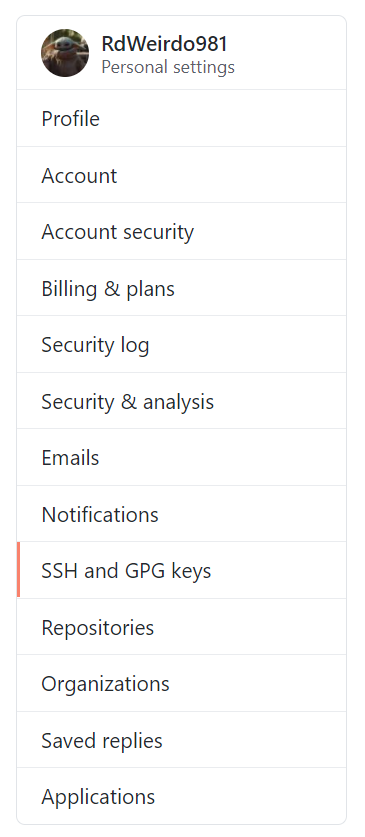 RdWeirdo981
Personal settings
Profile
Account
Account security
Billing & plans
Security log
Security & analysis
Emails
Notifications
SSH and GPG keys
Repositories
Organizations
Saved replies
Applications